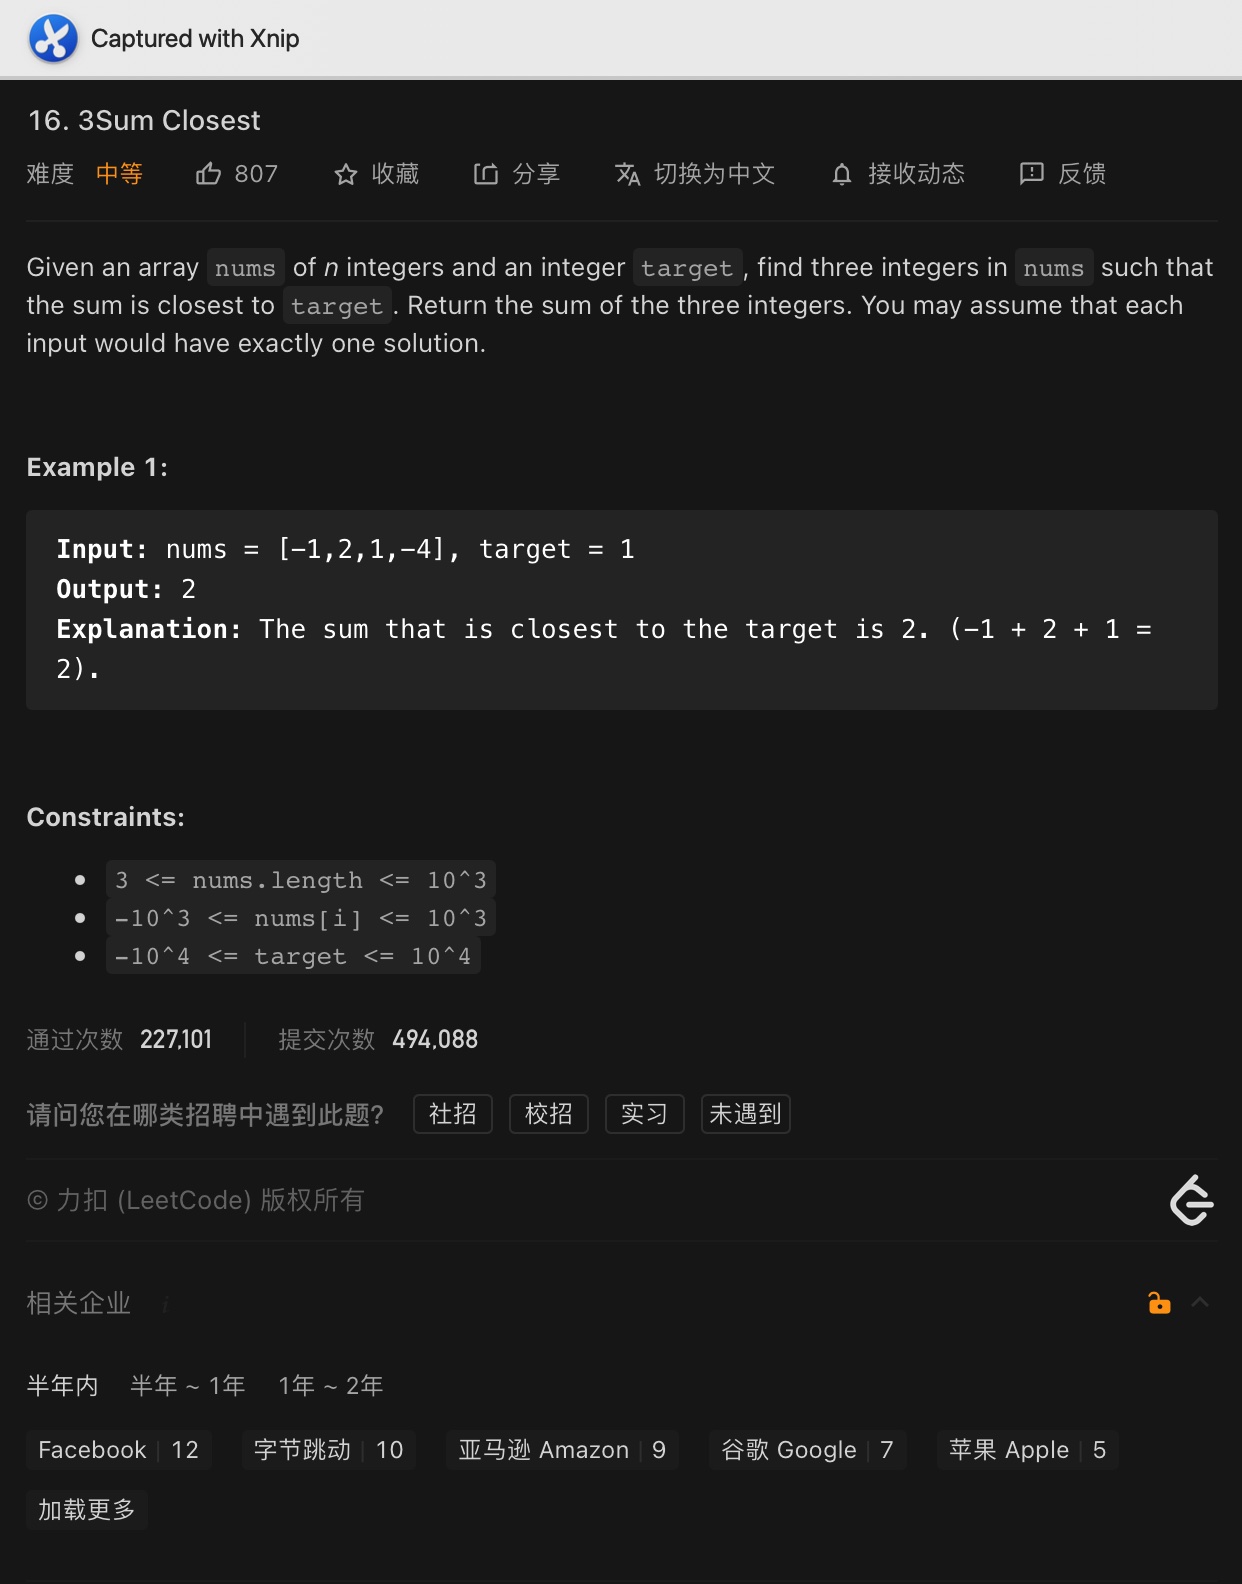 Captured with Xnip
16. 3Sum Closest
难度 中等 807 收藏 分享 切换为中文 接收动态 反馈
Given an array nums of n integers and an integer target, find three integers in nums such that
the sum is closest to target. Return the sum of the three integers. You may assume that each
input would have exactly one solution.
Example 1:
Input: nums = [-1,2,1,-4], target = 1
Output: 2
Explanation: The sum that is closest to the target is 2. (-1 + 2 + 1 =
2).
Constraints:
3 <= nums.length <= 10^3
-10^3 <= nums[i] <= 10^3
-10^4 <= target <= 10^4
通过次数 227,101 提交次数 494,088
请问您在哪类招聘中遇到此题? 社招 校招 实习 未遇到
© 力扣 (LeetCode) 版权所有
相关企业 i
半年内 半年 ~ 1年 1年 ~ 2年
Facebook 12 字节跳动 10 亚马逊 Amazon 9 谷歌 Google 7 苹果 Apple 5
加载更多